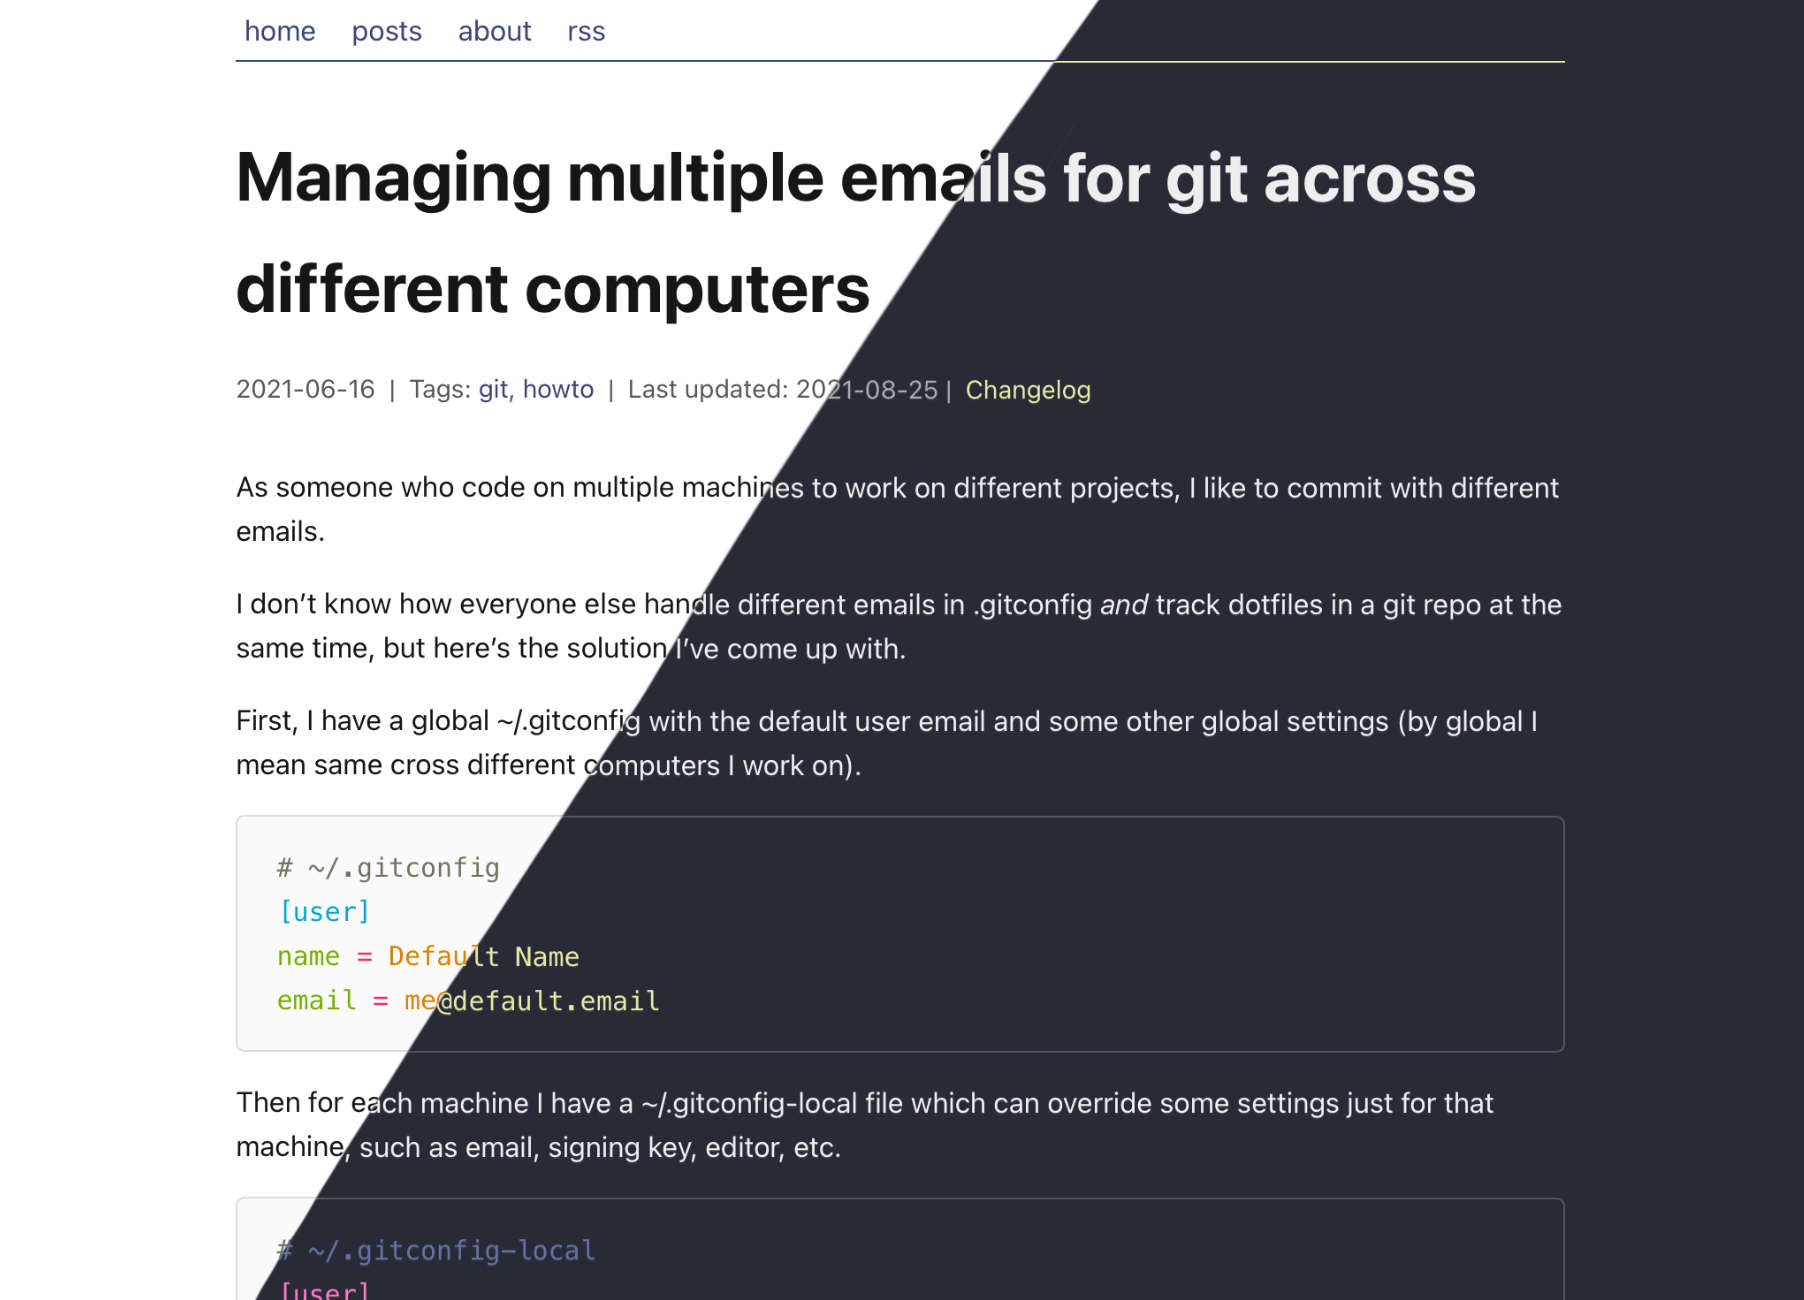 home posts about rss
Managing multiple emails for git across
different computers
2021-06-16 | Tags: git, howto | Last updated: 2021-08-25 | Changelog
As someone who code on multiple machines to work on different projects, I like to commit with different
emails.
I don’t know how everyone else handle different emails in .gitconfig and track dotfiles in a git repo at the
same time, but here’s the solution I’ve come up with.
First, I have a global ~/.gitconfig with the default user email and some other global settings (by global I
mean same cross different computers I work on).
# ~/.gitconfig
[user]
name = Default Name
email = me@default.email
Then for each machine I have a ~/.gitconfig-local file which can override some settings just for that
machine, such as email, signing key, editor, etc.
# ~/.gitconfig-local
[user]